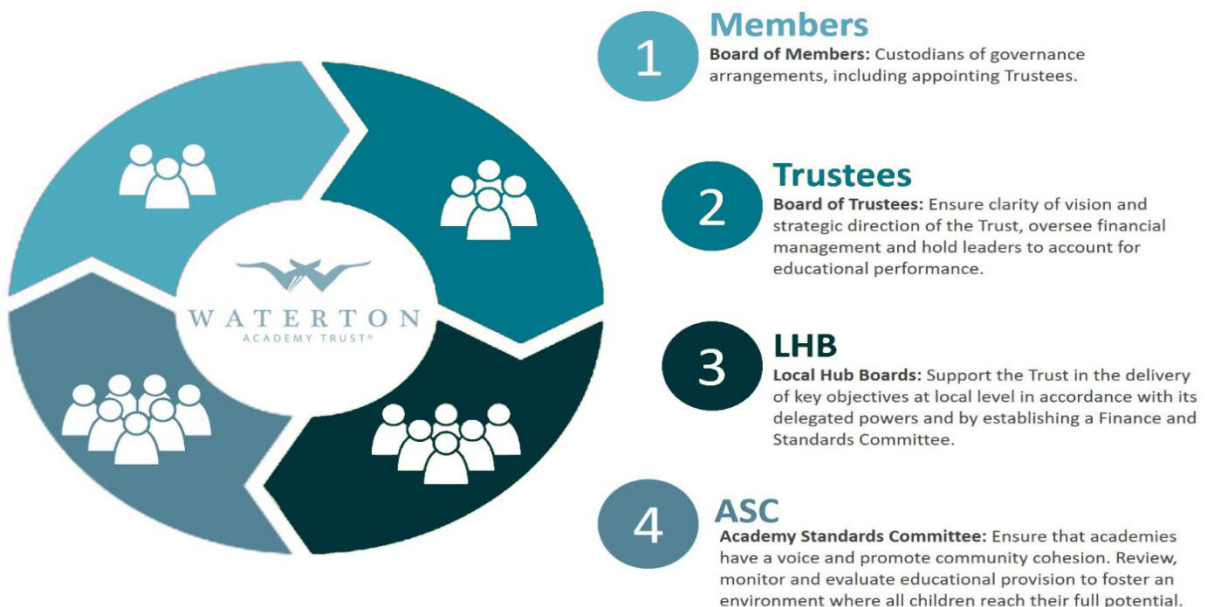 WATERTON
ACADEMY TRUST®
1
Members
Board of Members: Custodians of governance
arrangements, including appointing Trustees.
2
Trustees
Board of Trustees: Ensure clarity of vision and
strategic direction of the Trust, oversee financial
management and hold leaders to account for
educational performance.
3
LHB
Local Hub Boards: Support the Trust in the delivery
of key objectives at local level in accordance with its
delegated powers and by establishing a Finance and
Standards Committee.
4
ASC
Academy Standards Committee: Ensure that academies
have a voice and promote community cohesion. Review,
monitor and evaluate educational provision to foster an
environment where all children reach their full potential.